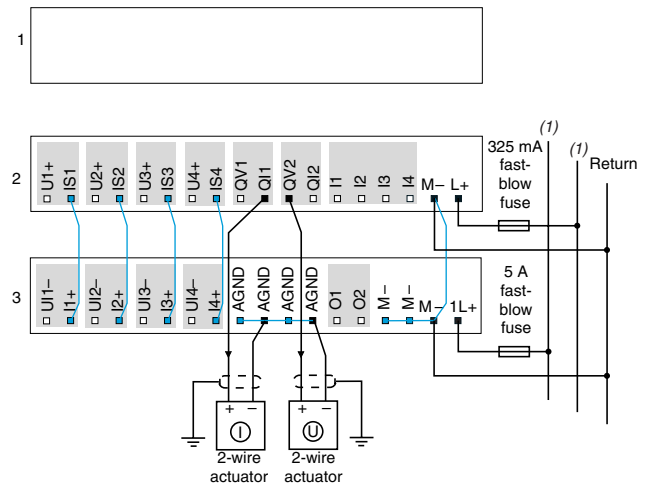 1
(1)
(1)
325 mA
fast-
blow
fuse
Return
2
U1+ IS1 U2+ IS2 U3+ IS3 U4+ IS4 QV1 QI1 QV2 QI2 I1 I2 I3 I4 M– L+
3
UI1– I1+ UI2– I2+ UI3– I3+ UI4– I4+ AGND AGND AGND AGND O1 O2 M– M– M– 1L+
5 A
fast-
blow
fuse
+ – + –
I U
2-wire
actuator
2-wire
actuator